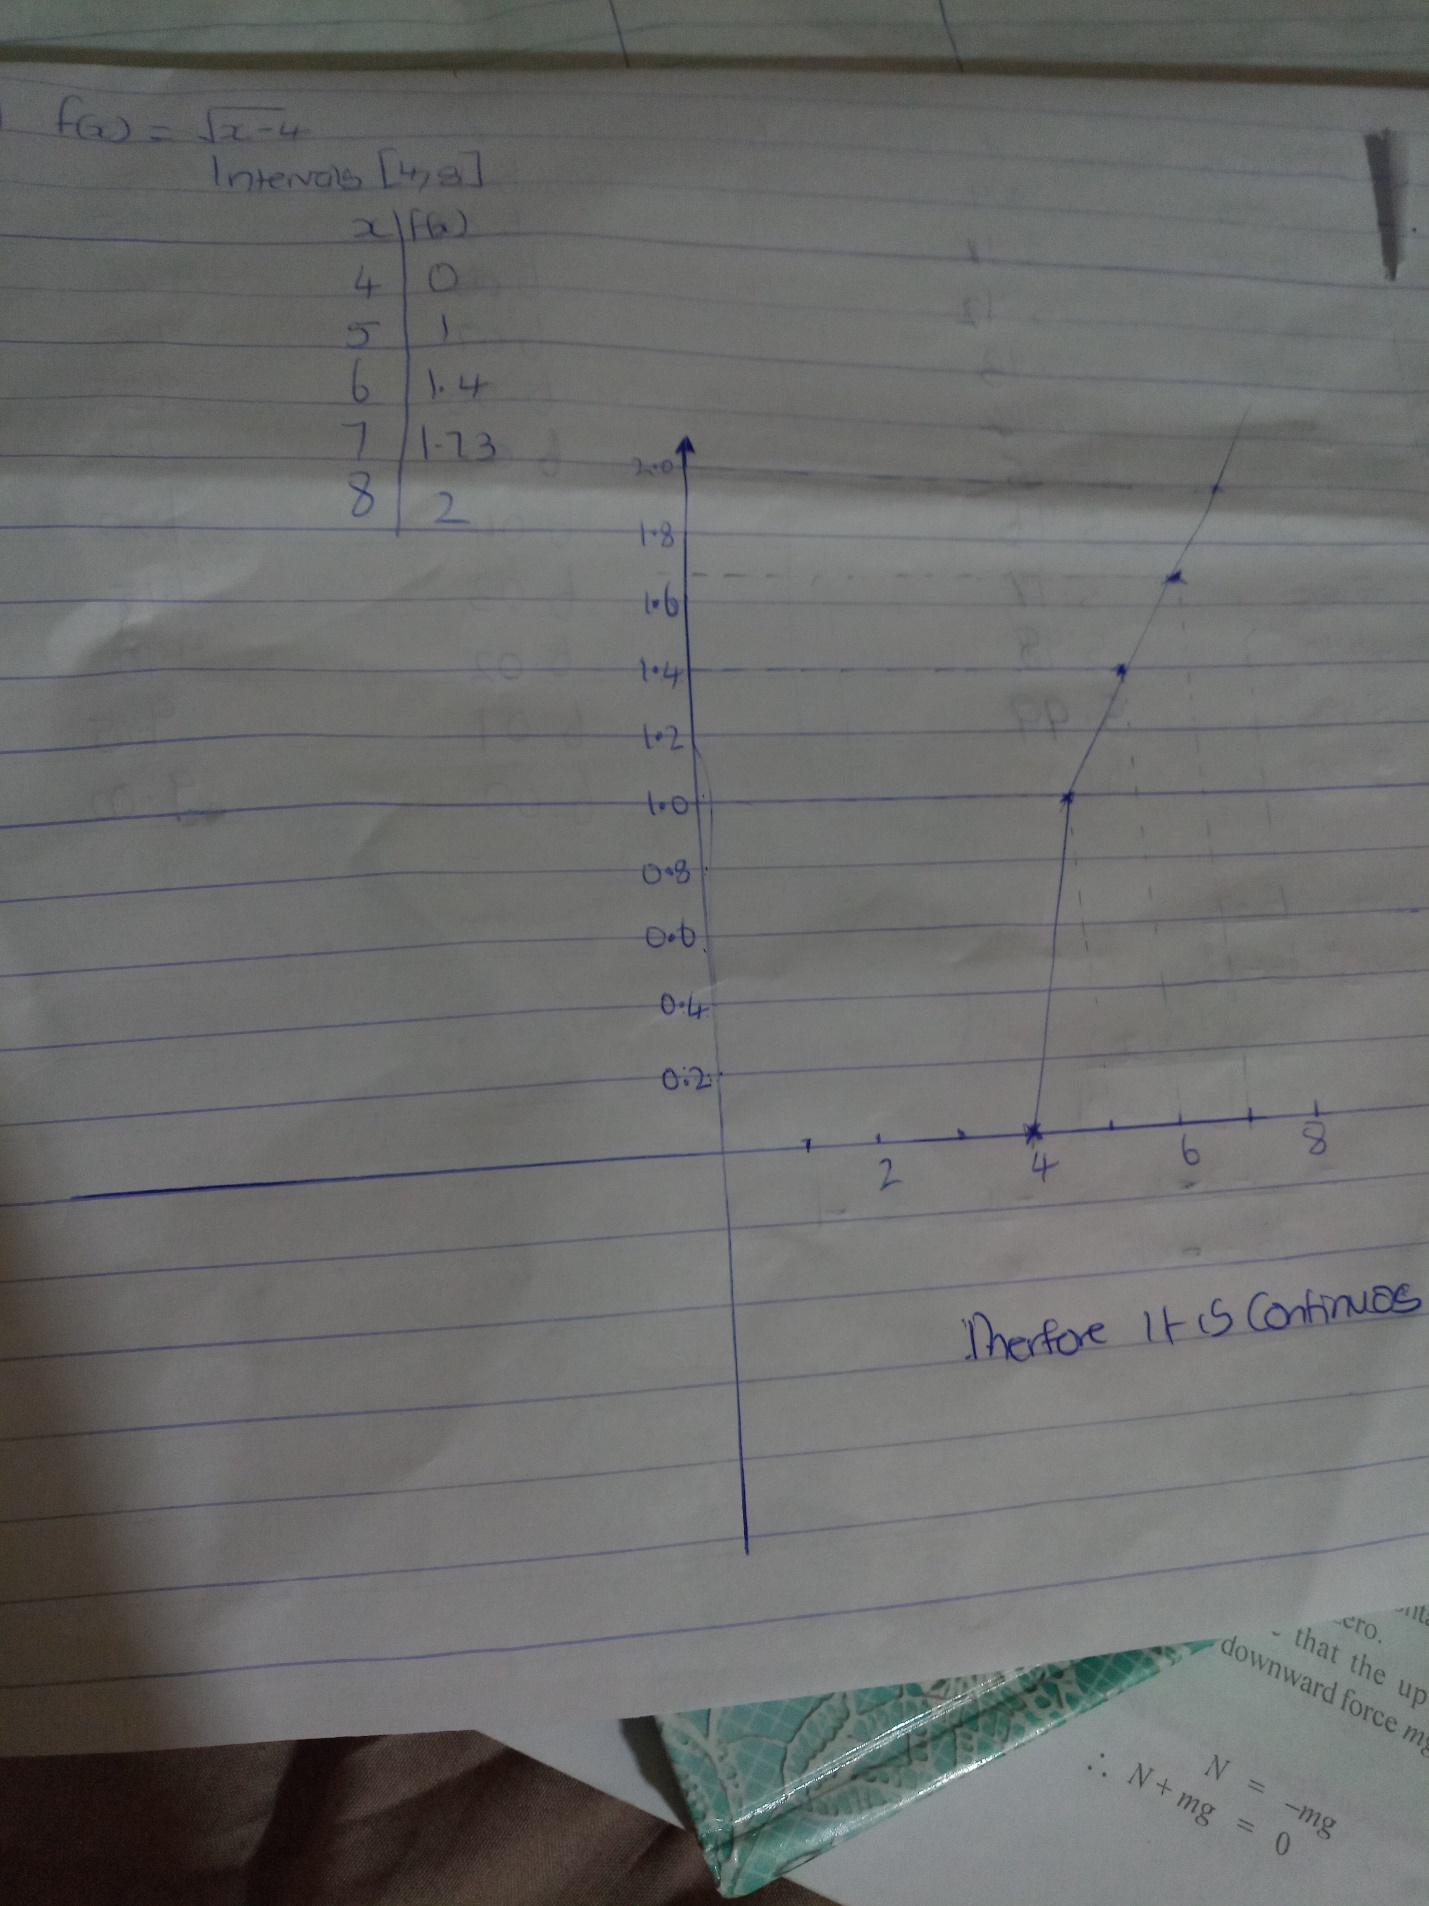 f(x) = √x-4
Intervals [4,8]
x f(x)
4 0
5 1
6 1.4
7 1.73
8 2
2.0
1.8
1.6
1.4
1.2
1.0
0.8
0.6
0.4
0.2
2 4 6 8
Therfore It is Continuos
ero.
that the up
downward force mg
N = -mg
∴ N + mg = 0